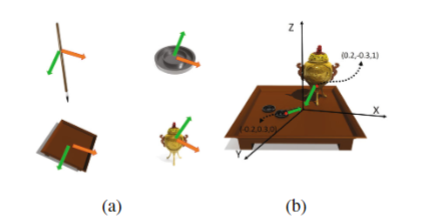 Z
(0.2,-0.3,1)
X
(-0.2,0.3,0)
Y
(a)
(b)